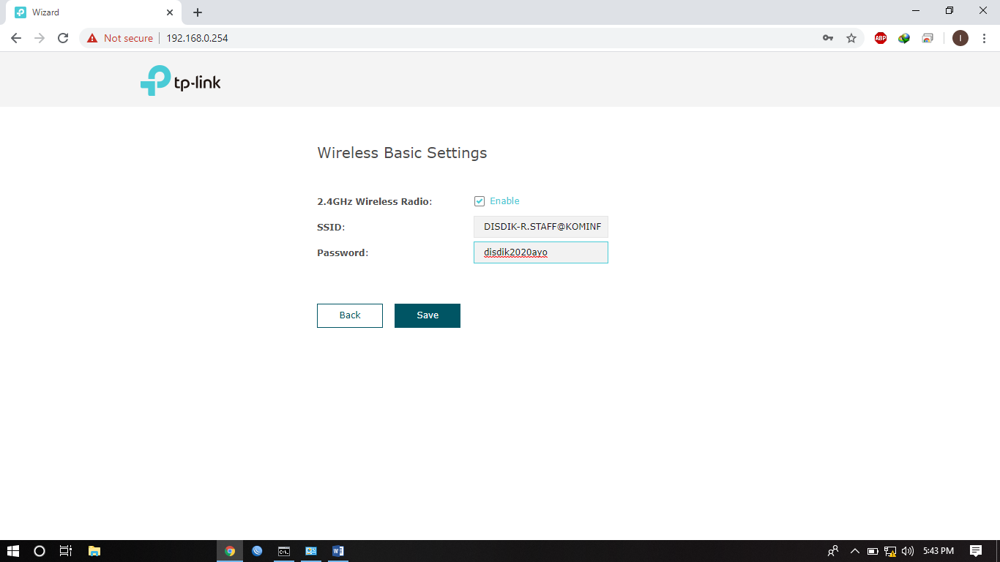 Wizard
Not secure
192.168.0.254
ABP
I
tp-link
Wireless Basic Settings
2.4GHz Wireless Radio:
Enable
SSID:
DISDIK-R.STAFF@KOMINF
Password:
disdik2020ayo
Back
Save
5:43 PM